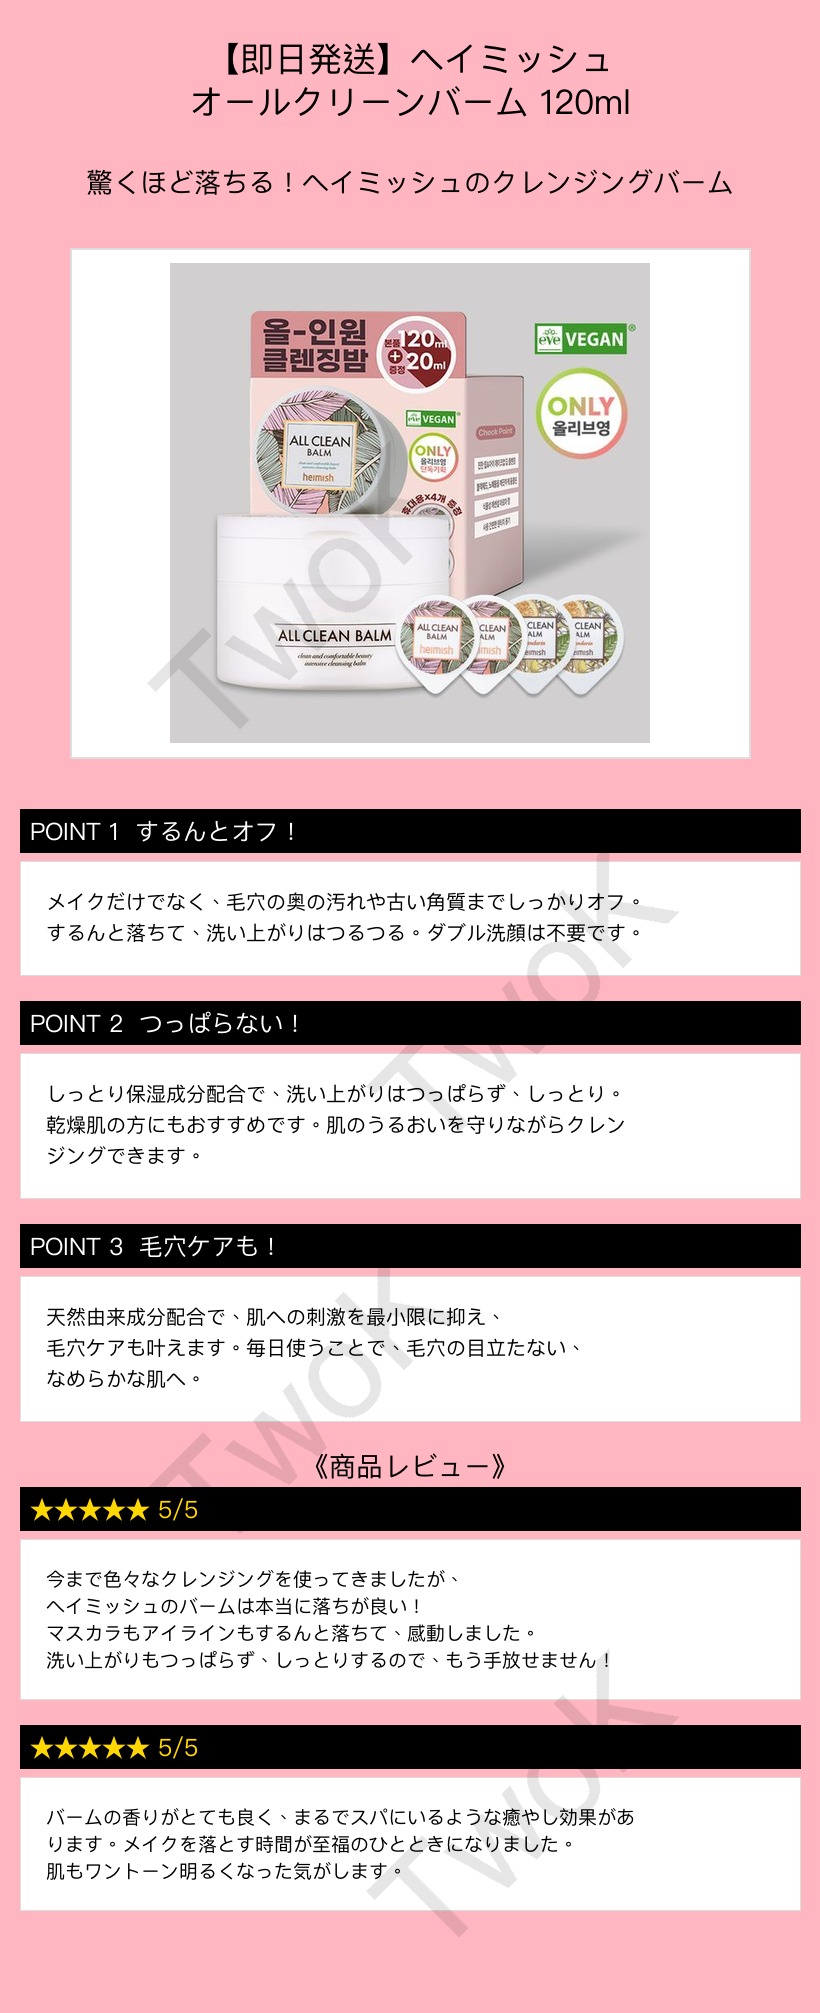 【即日発送】ヘイミッシュ
オールクリーンバーム 120ml
驚くほど落ちる！ヘイミッシュのクレンジングバーム
올-인원
클렌징밤
본품 120ml
+
증정 20ml
eve VEGAN
ONLY
올리브영
eve VEGAN
ONLY
올리브영
단독기획
Check Point
휴대용x4개 증정
ALL CLEAN
BALM
heimish
ALL CLEAN BALM
clean and comfortable beauty
intensive cleansing balm
ALL CLEAN
BALM
heimish
CLEAN
ALM
mish
CLEAN
ALM
mandarin
eimish
CLEAN
ALM
mandarin
eimish
TwoK
POINT 1 するんとオフ！
メイクだけでなく、毛穴の奥の汚れや古い角質までしっかりオフ。
するんと落ちて、洗い上がりはつるつる。ダブル洗顔は不要です。
TwoK
POINT 2 つっぱらない！
しっとり保湿成分配合で、洗い上がりはつっぱらず、しっとり。
乾燥肌の方にもおすすめです。肌のうるおいを守りながらクレン
ジングできます。
POINT 3 毛穴ケアも！
天然由来成分配合で、肌への刺激を最小限に抑え、
毛穴ケアも叶えます。毎日使うことで、毛穴の目立たない、
なめらかな肌へ。
TwoK
《商品レビュー》
★★★★★ 5/5
今まで色々なクレンジングを使ってきましたが、
ヘイミッシュのバームは本当に落ちが良い！
マスカラもアイラインもするんと落ちて、感動しました。
洗い上がりもつっぱらず、しっとりするので、もう手放せません！
★★★★★ 5/5
バームの香りがとても良く、まるでスパにいるような癒やし効果があ
ります。メイクを落とす時間が至福のひとときになりました。
肌もワントーン明るくなった気がします。
TwoK